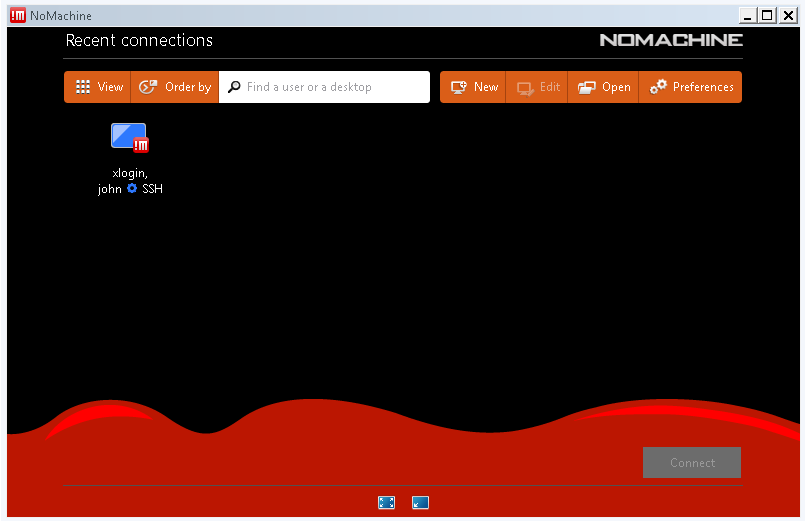 !m NoMachine
Recent connections
NOMACHINE
View
Order by
Find a user or a desktop
New
Edit
Open
Preferences
!m
xlogin,
john SSH
Connect